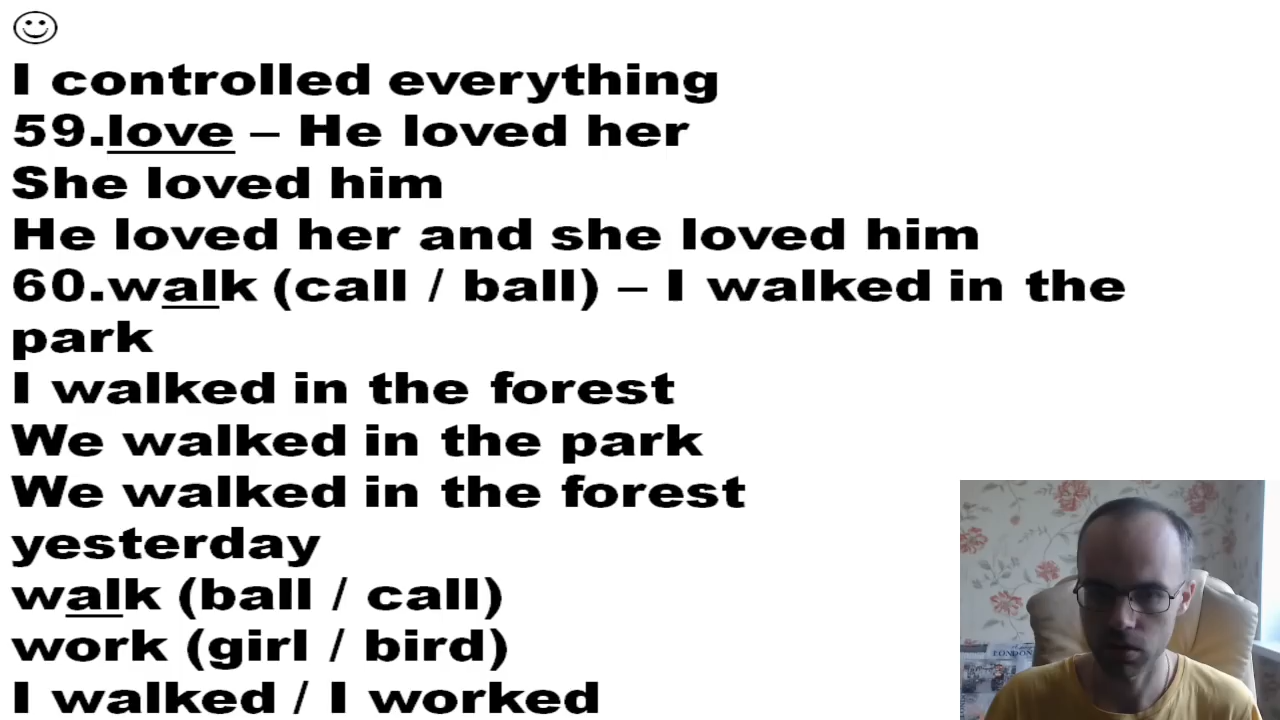 I controlled everything
59.love – He loved her
She loved him
He loved her and she loved him
60.walk (call / ball) – I walked in the
park
I walked in the forest
We walked in the park
We walked in the forest
yesterday
walk (ball / call)
work (girl / bird)
I walked / I worked
LONDON